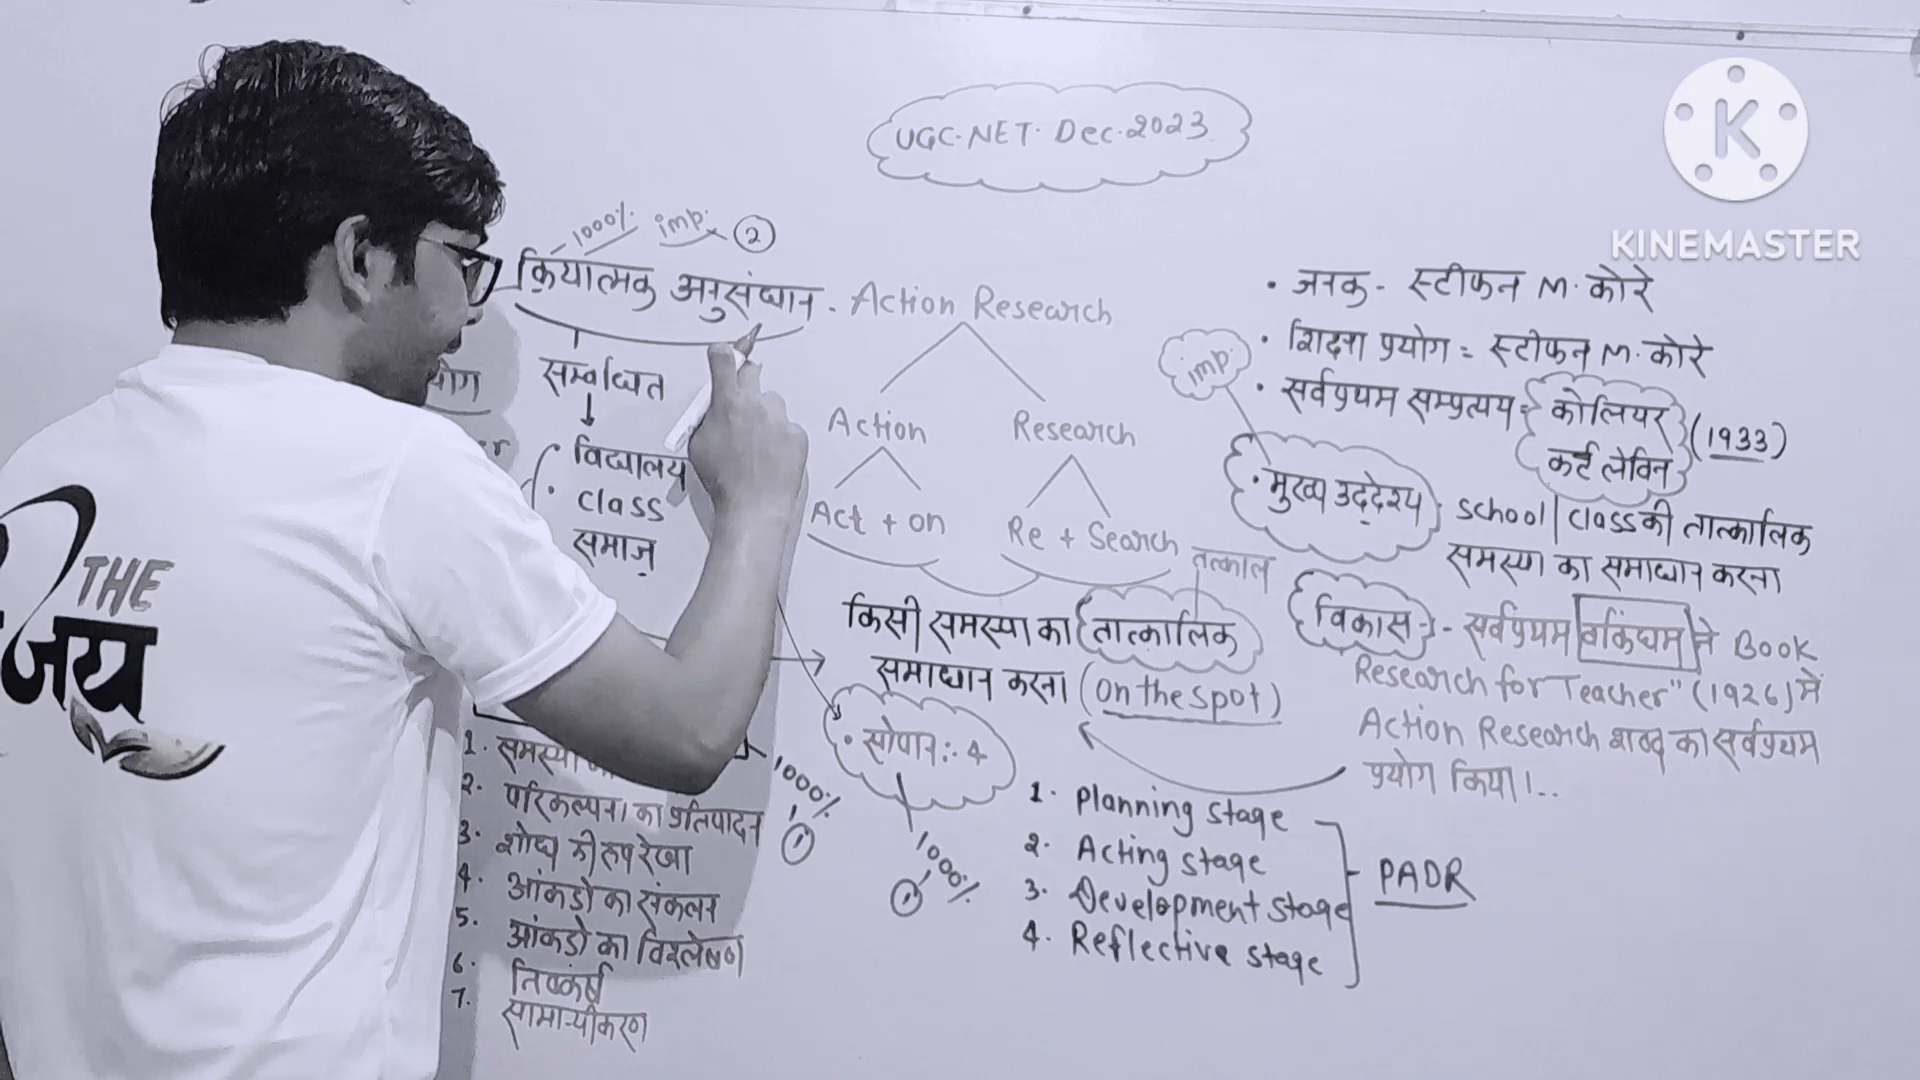 UGC-NET- Dec-2023
KINEMASTER
1000% imp. 2
क्रियात्मक अनुसंधान - Action Research
सम्बंधित
विद्यालय
class
समाज
Action Research
Act + on Re + Search
तत्काल
किसी समस्या का तात्कालिक
समाधान करना (on the spot)
• सोपान :- 4
1000%
1
1. Planning stage
2. Acting stage
3. Development stage
4. Reflective stage
PADR
• जनक - स्टीफन M. कोरे
• शिक्षा प्रयोग = स्टीफन M. कोरे
• सर्वप्रथम सम्प्रत्यय = कोलियर
कर्ट लेविन (1933)
imp.
• मुख्य उद्देश्य - school | class की तात्कालिक
समस्या का समाधान करना
विकास :- सर्वप्रथम बकिंघम ने Book
Research for Teacher" (1926) में
Action Research शब्द का सर्वप्रथम
प्रयोग किया।..
1. समस्या
2. परिकल्पना का प्रतिपादन
3. शोध की रूपरेखा
4. आंकडो का संकलन
5. आंकडो का विश्लेषण
6. निष्कर्ष
7. सामान्यीकरण
1000%
1
THE
जय